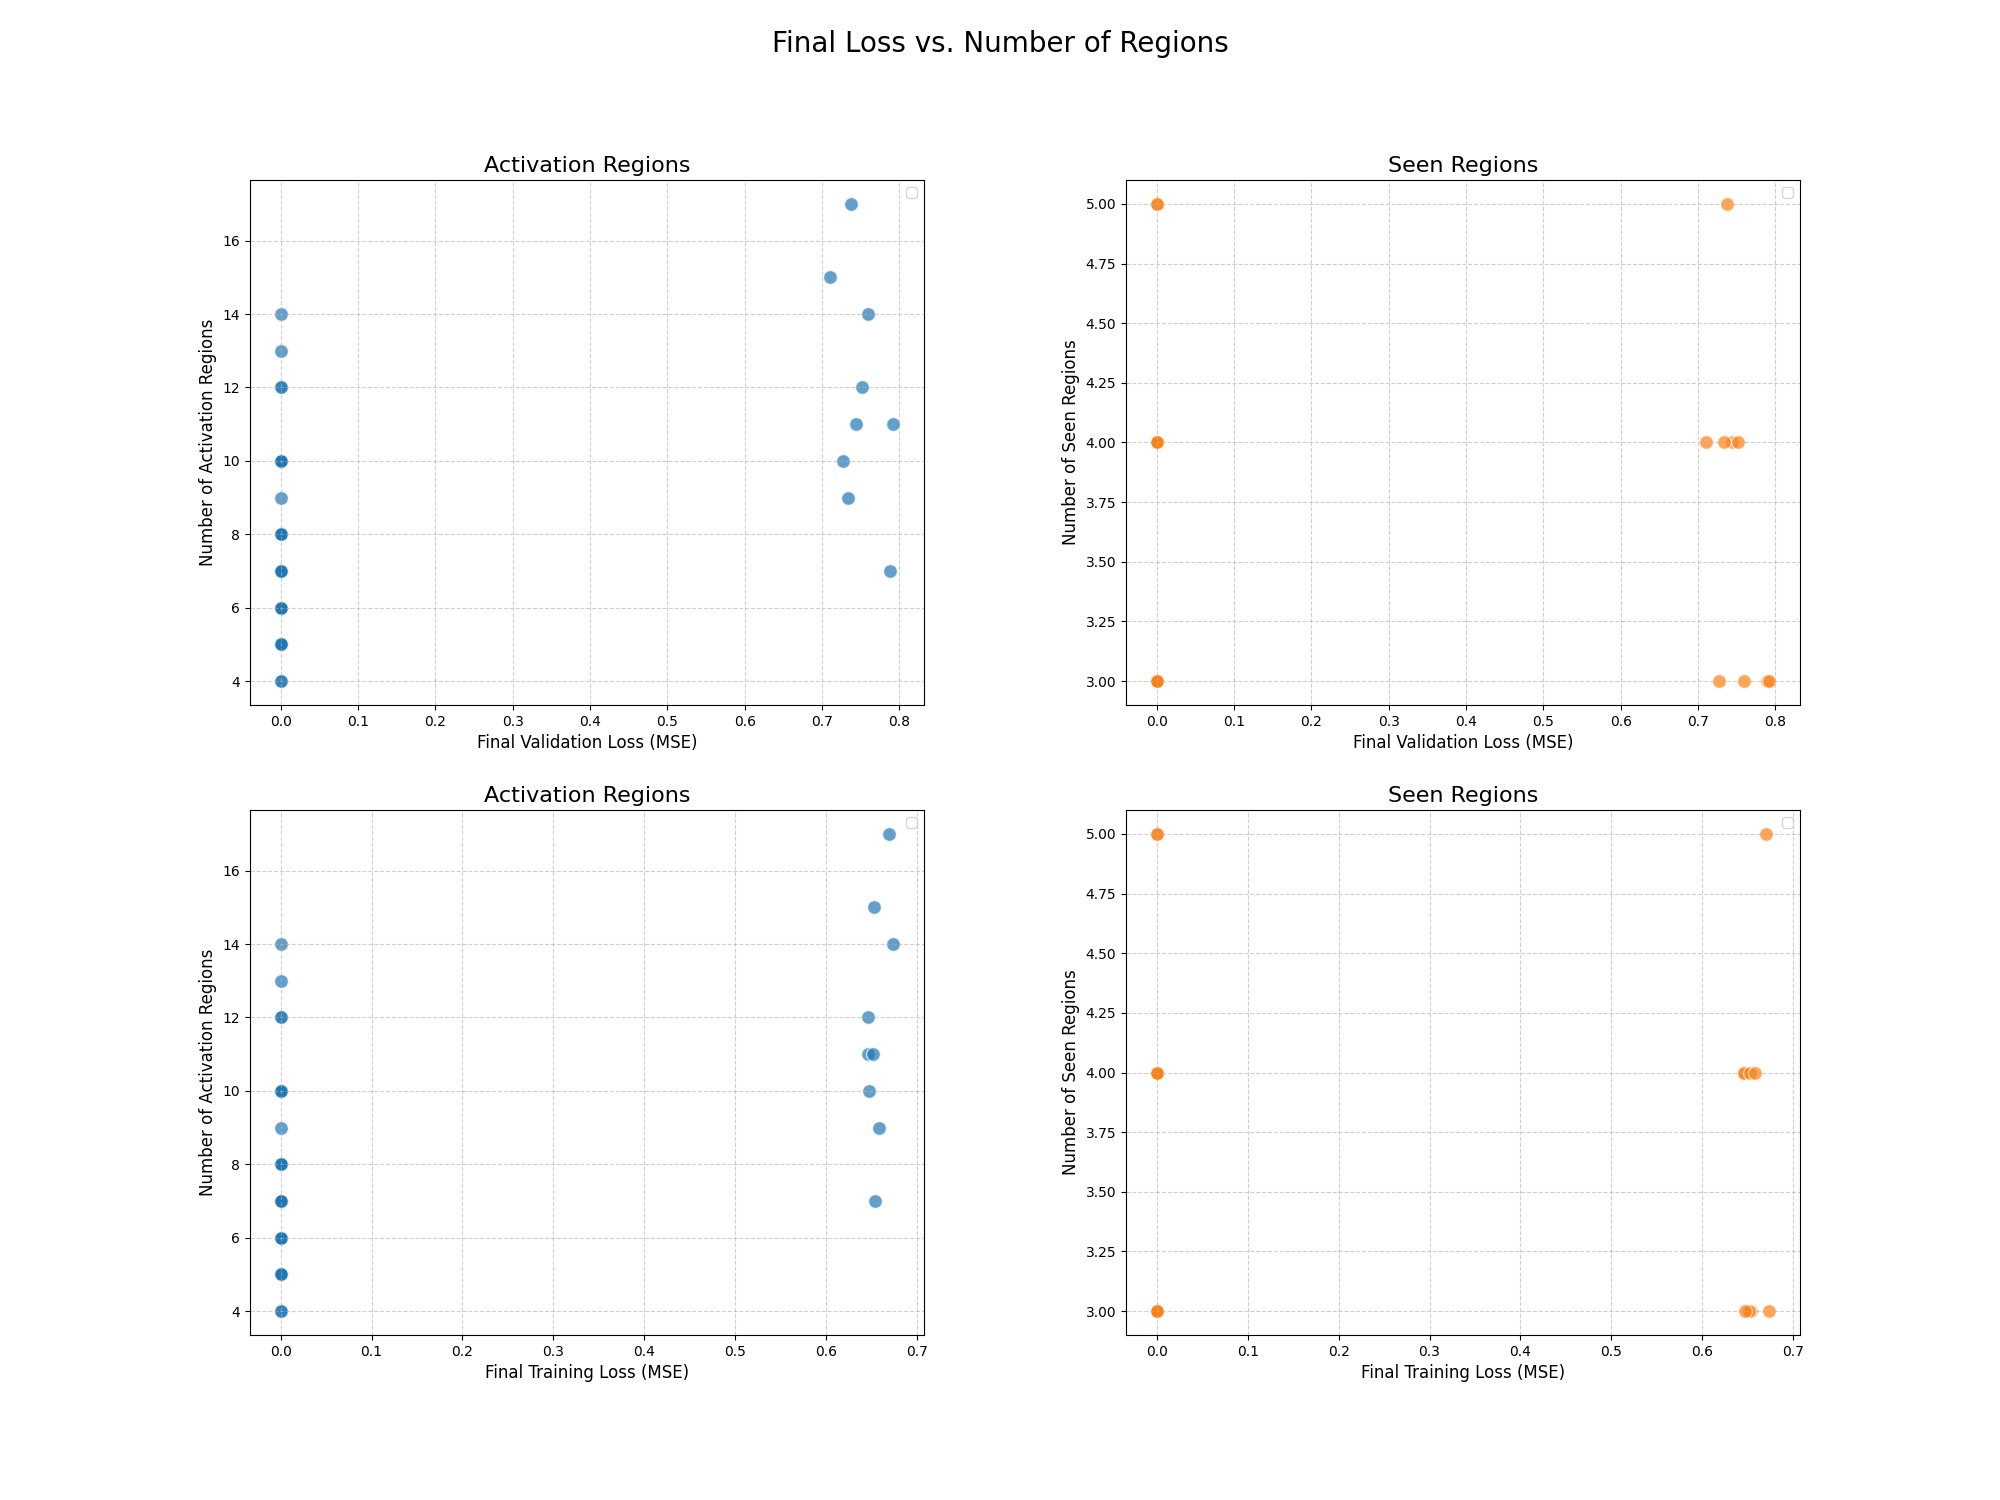 Final Loss vs. Number of Regions
Activation Regions
Number of Activation Regions
16
14
12
10
8
6
4
0.0 0.1 0.2 0.3 0.4 0.5 0.6 0.7 0.8
Final Validation Loss (MSE)
Seen Regions
Number of Seen Regions
5.00
4.75
4.50
4.25
4.00
3.75
3.50
3.25
3.00
0.0 0.1 0.2 0.3 0.4 0.5 0.6 0.7 0.8
Final Validation Loss (MSE)
Activation Regions
Number of Activation Regions
16
14
12
10
8
6
4
0.0 0.1 0.2 0.3 0.4 0.5 0.6 0.7
Final Training Loss (MSE)
Seen Regions
Number of Seen Regions
5.00
4.75
4.50
4.25
4.00
3.75
3.50
3.25
3.00
0.0 0.1 0.2 0.3 0.4 0.5 0.6 0.7
Final Training Loss (MSE)